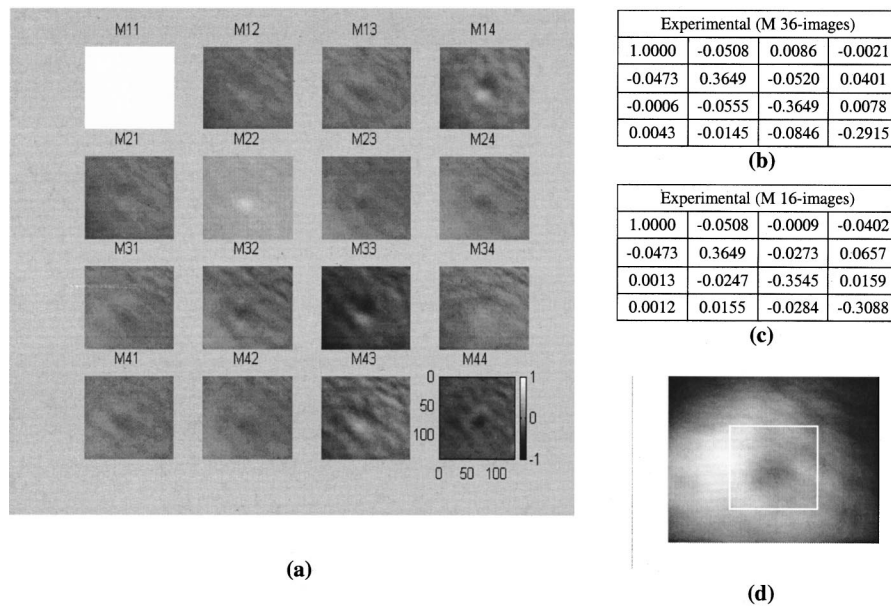 M11 M12 M13 M14
M21 M22 M23 M24
M31 M32 M33 M34
M41 M42 M43 M44
0
50
100
0 50 100
1
0
-1
(a)
Experimental (M 36-images)
1.0000 -0.0508 0.0086 -0.0021
-0.0473 0.3649 -0.0520 0.0401
-0.0006 -0.0555 -0.3649 0.0078
0.0043 -0.0145 -0.0846 -0.2915
(b)
Experimental (M 16-images)
1.0000 -0.0508 -0.0009 -0.0402
-0.0473 0.3649 -0.0273 0.0657
0.0013 -0.0247 -0.3545 0.0159
0.0012 0.0155 -0.0284 -0.3088
(c)
(d)